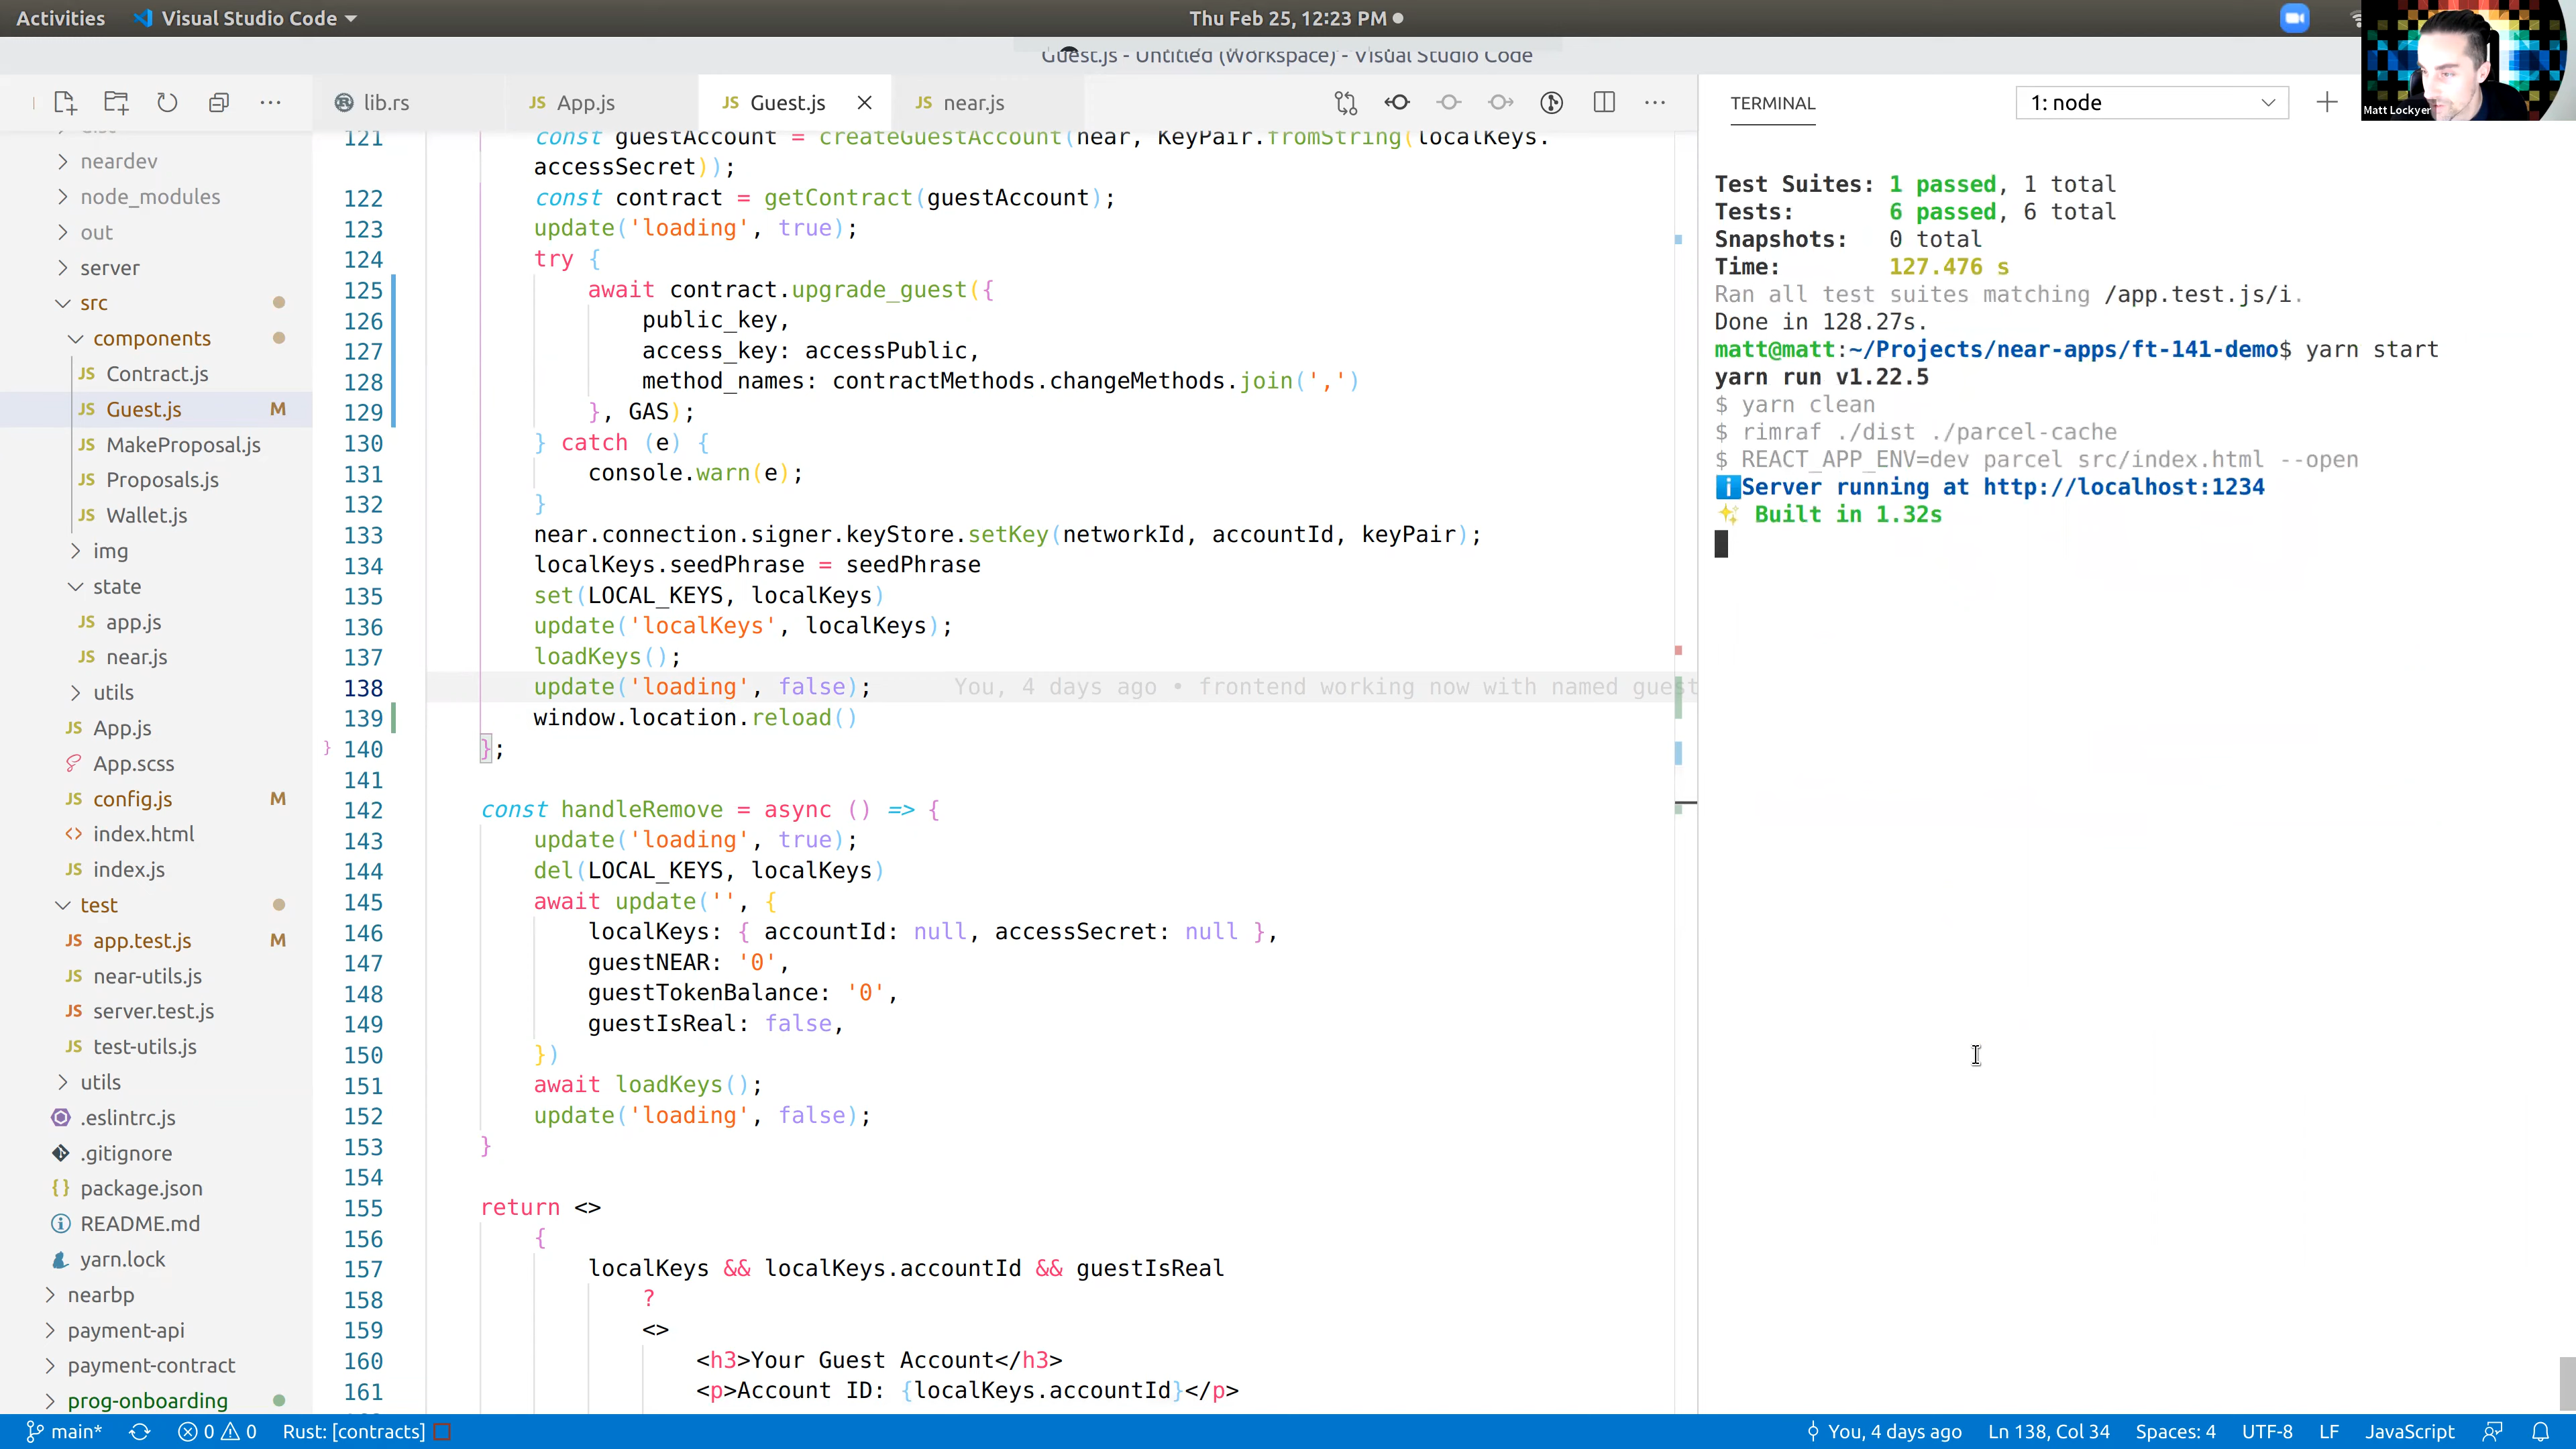 Activities
Visual Studio Code
Thu Feb 25, 12:23 PM
Guest.js - Untitled (Workspace) - Visual Studio Code
Matt Lockyer
lib.rs
JS App.js
JS Guest.js
JS near.js
TERMINAL
1: node
neardev
node_modules
out
server
src
components
JS Contract.js
JS Guest.js M
JS MakeProposal.js
JS Proposals.js
JS Wallet.js
img
state
JS app.js
JS near.js
utils
JS App.js
App.scss
JS config.js M
<> index.html
JS index.js
test
JS app.test.js M
JS near-utils.js
JS server.test.js
JS test-utils.js
utils
.eslintrc.js
.gitignore
{} package.json
README.md
yarn.lock
nearbp
payment-api
payment-contract
prog-onboarding
121 const guestAccount = createGuestAccount(near, KeyPair.fromString(localKeys.
accessSecret));
122 const contract = getContract(guestAccount);
123 update('loading', true);
124 try {
125 await contract.upgrade_guest({
126 public_key,
127 access_key: accessPublic,
128 method_names: contractMethods.changeMethods.join(',')
129 }, GAS);
130 } catch (e) {
131 console.warn(e);
132 }
133 near.connection.signer.keyStore.setKey(networkId, accountId, keyPair);
134 localKeys.seedPhrase = seedPhrase
135 set(LOCAL_KEYS, localKeys)
136 update('localKeys', localKeys);
137 loadKeys();
138 update('loading', false); You, 4 days ago • frontend working now with named guest
139 window.location.reload()
} 140 };
141
142 const handleRemove = async () => {
143 update('loading', true);
144 del(LOCAL_KEYS, localKeys)
145 await update('', {
146 localKeys: { accountId: null, accessSecret: null },
147 guestNEAR: '0',
148 guestTokenBalance: '0',
149 guestIsReal: false,
150 })
151 await loadKeys();
152 update('loading', false);
153 }
154
155 return <>
156 {
157 localKeys && localKeys.accountId && guestIsReal
158 ?
159 <>
160 <h3>Your Guest Account</h3>
161 <p>Account ID: {localKeys.accountId}</p>
Test Suites: 1 passed, 1 total
Tests: 6 passed, 6 total
Snapshots: 0 total
Time: 127.476 s
Ran all test suites matching /app.test.js/i.
Done in 128.27s.
matt@matt:~/Projects/near-apps/ft-141-demo$ yarn start
yarn run v1.22.5
$ yarn clean
$ rimraf ./dist ./parcel-cache
$ REACT_APP_ENV=dev parcel src/index.html --open
Server running at http://localhost:1234
Built in 1.32s
main* 0 0 Rust: [contracts]
You, 4 days ago Ln 138, Col 34 Spaces: 4 UTF-8 LF JavaScript